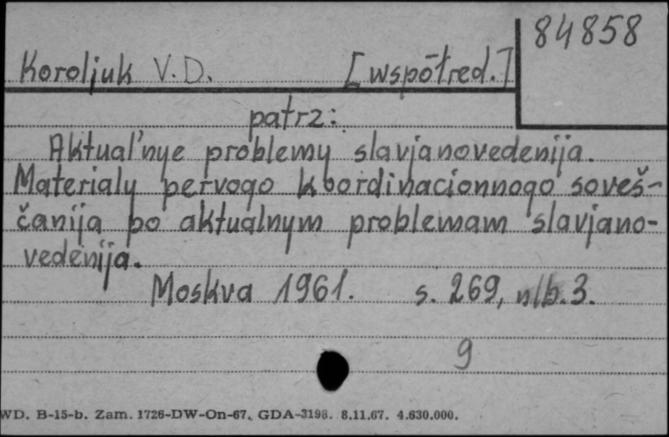 84858
Koroljuk V.D. [współred.]
patrz:
Aktual'nye problemy slavjanovedenija.
Materialy pervogo koordinacionnogo soveš-
čanija po aktualnym problemam slavjano-
vedenija.
Moskva 1961. s. 269, nlb. 3.
9
WD. B-15-b. Zam. 1726-DW-On-67. GDA-3198. 8.11.67. 4.630.000.